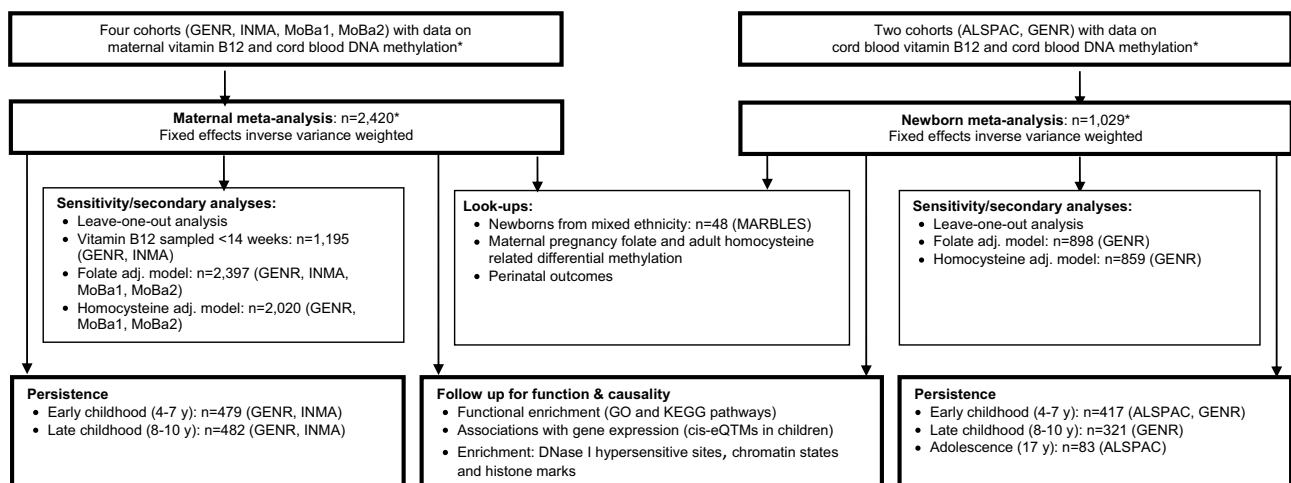 Four cohorts (GENR, INMA, MoBa1, MoBa2) with data on
maternal vitamin B12 and cord blood DNA methylation*
Two cohorts (ALSPAC, GENR) with data on
cord blood vitamin B12 and cord blood DNA methylation*
Maternal meta-analysis: n=2,420*
Fixed effects inverse variance weighted
Newborn meta-analysis: n=1,029*
Fixed effects inverse variance weighted
Sensitivity/secondary analyses:
• Leave-one-out analysis
• Vitamin B12 sampled <14 weeks: n=1,195
(GENR, INMA)
• Folate adj. model: n=2,397 (GENR, INMA,
MoBa1, MoBa2)
• Homocysteine adj. model: n=2,020 (GENR,
MoBa1, MoBa2)
Look-ups:
• Newborns from mixed ethnicity: n=48 (MARBLES)
• Maternal pregnancy folate and adult homocysteine
related differential methylation
• Perinatal outcomes
Sensitivity/secondary analyses:
• Leave-one-out analysis
• Folate adj. model: n=898 (GENR)
• Homocysteine adj. model: n=859 (GENR)
Persistence
• Early childhood (4-7 y): n=479 (GENR, INMA)
• Late childhood (8-10 y): n=482 (GENR, INMA)
Follow up for function & causality
• Functional enrichment (GO and KEGG pathways)
• Associations with gene expression (cis-eQTMs in children)
• Enrichment: DNase I hypersensitive sites, chromatin states
and histone marks
Persistence
• Early childhood (4-7 y): n=417 (ALSPAC, GENR)
• Late childhood (8-10 y): n=321 (GENR)
• Adolescence (17 y): n=83 (ALSPAC)